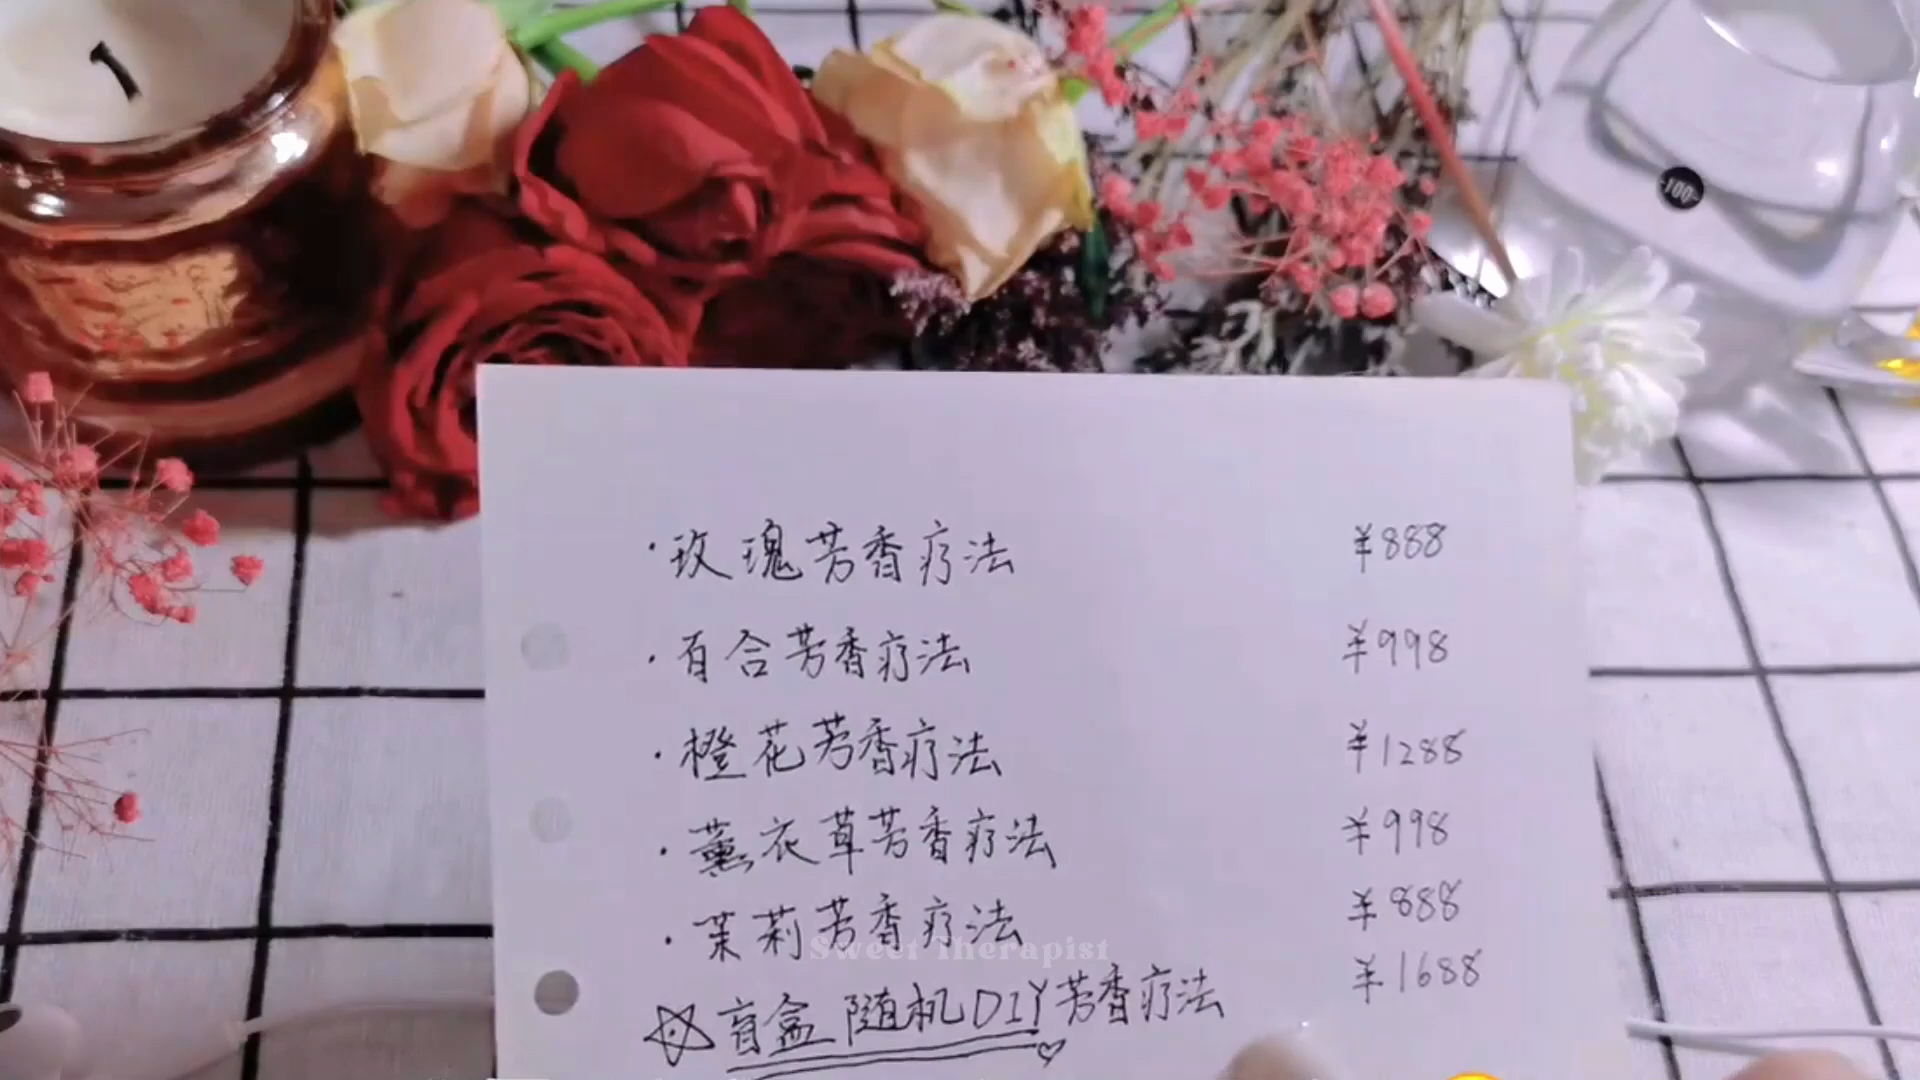 -100-
·玫瑰芳香疗法 ¥888
·百合芳香疗法 ¥998
·橙花芳香疗法 ¥1288
·薰衣草芳香疗法 ¥998
·茉莉芳香疗法 ¥888
Sweet Therapist
☆盲盒随机DIY芳香疗法 ¥1688